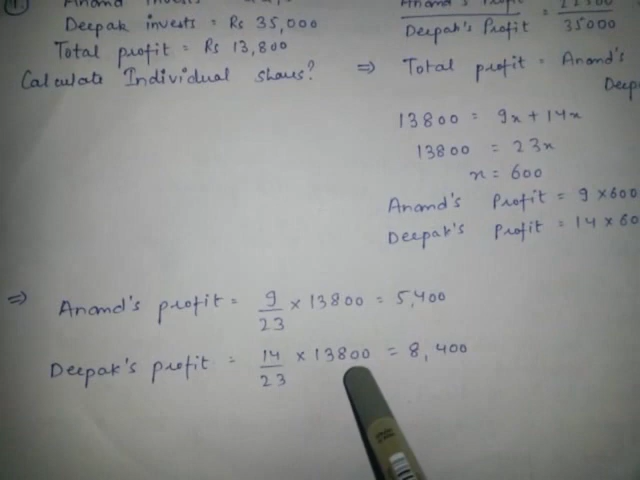 1.
Deepak invests = Rs 35,000
Total profit = Rs 13,800
Calculate Individual share?
Deepak's Profit = 35000
⇒ Total profit = Anand's
13800 = 9x + 14x
13800 = 23x
x = 600
Anand's Profit = 9 × 600
Deepak's Profit = 14 × 60
⇒ Anand's profit = 9/23 × 13800 = 5,400
Deepak's profit = 14/23 × 13800 = 8,400